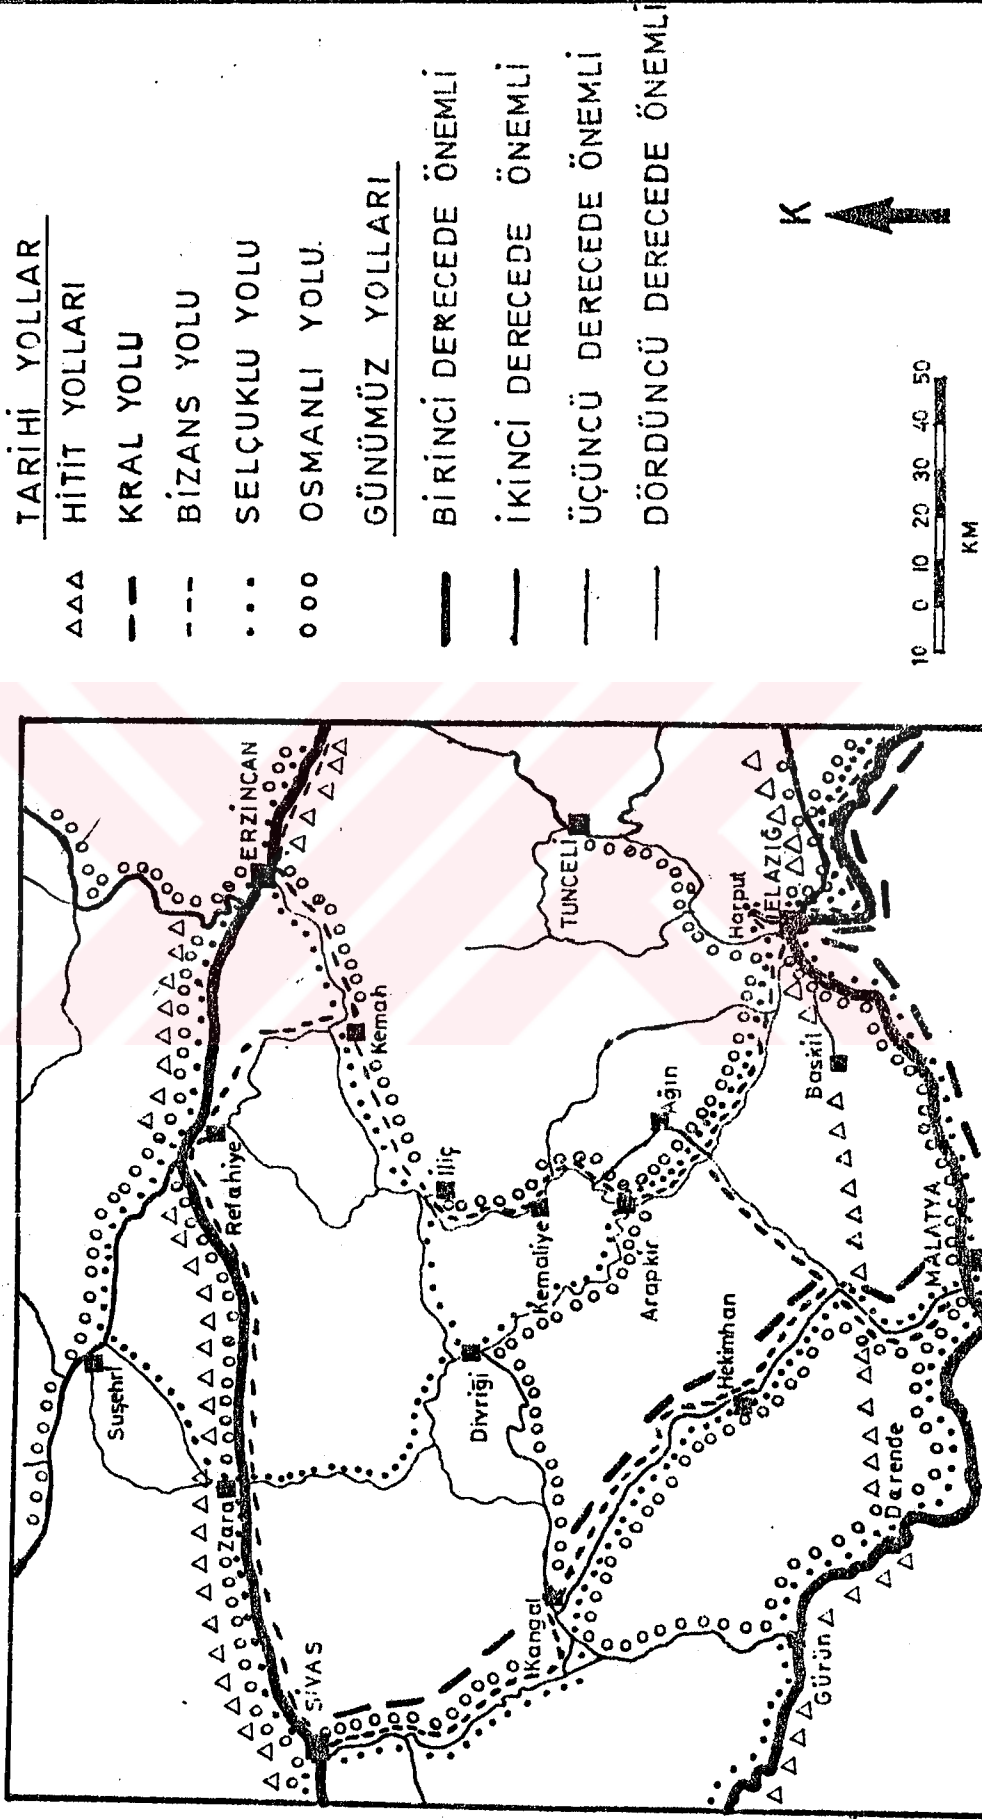 TARİHİ YOLLAR
HİTİT YOLLARI
KRAL YOLU
BİZANS YOLU
SELÇUKLU YOLU
OSMANLI YOLU.
GÜNÜMÜZ YOLLARI
BİRİNCİ DERECEDE ÖNEMLİ
İKİNCİ DERECEDE ÖNEMLİ
ÜÇÜNCÜ DERECEDE ÖNEMLİ
DÖRDÜNCÜ DERECEDE ÖNEMLİ
K
10 0 10 20 30 40 50
KM
Suşehri
Zara
SİVAS
Refahiye
ERZİNCAN
Kemah
İliç
Divriği
Kangal
Kemaliye
Arapkir
Ağın
TUNCELİ
Harput
ELAZIĞ
Baskil
Hekimhan
MALATYA
Darende
Gürün